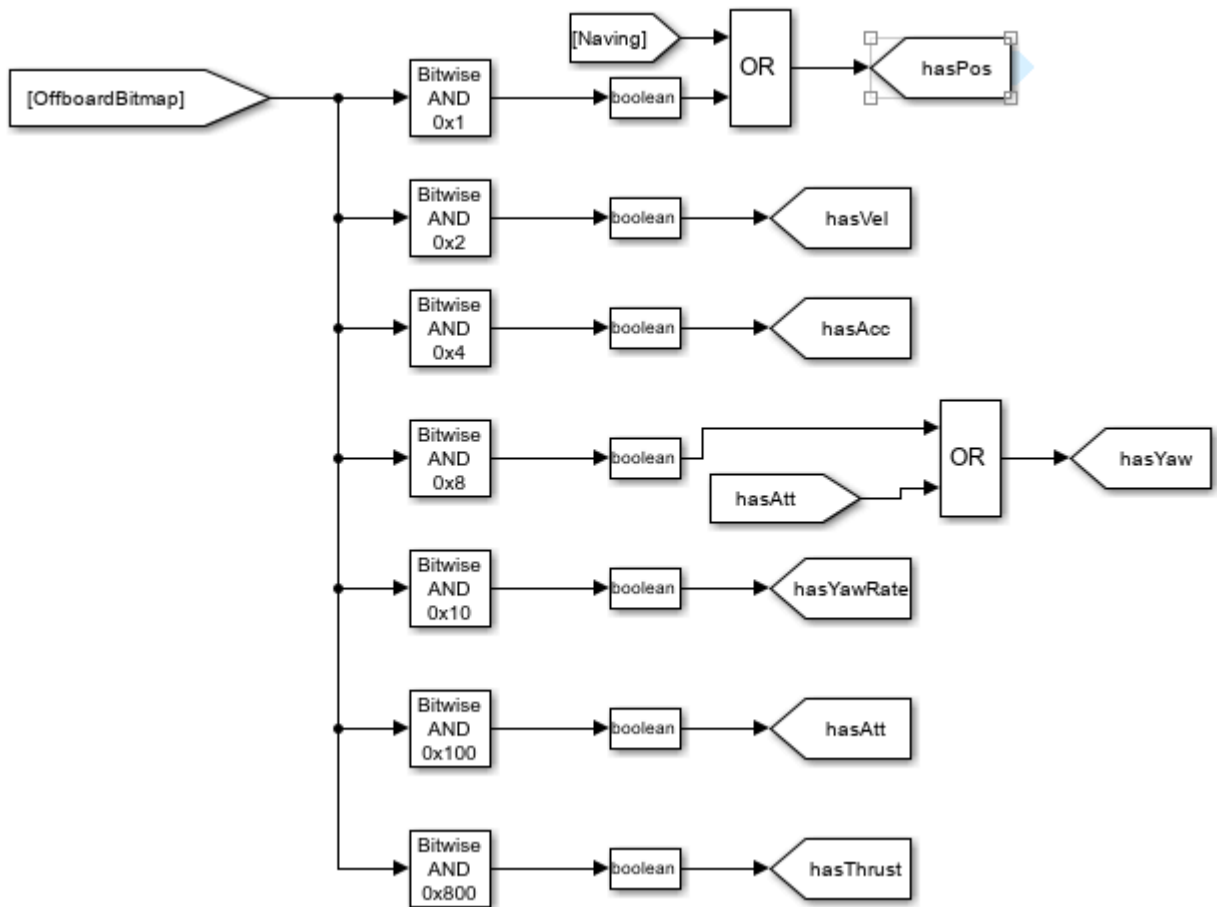 [Naving]
OR
hasPos
[OffboardBitmap]
Bitwise
AND
0x1
boolean
Bitwise
AND
0x2
boolean
hasVel
Bitwise
AND
0x4
boolean
hasAcc
Bitwise
AND
0x8
boolean
OR
hasYaw
hasAtt
Bitwise
AND
0x10
boolean
hasYawRate
Bitwise
AND
0x100
boolean
hasAtt
Bitwise
AND
0x800
boolean
hasThrust